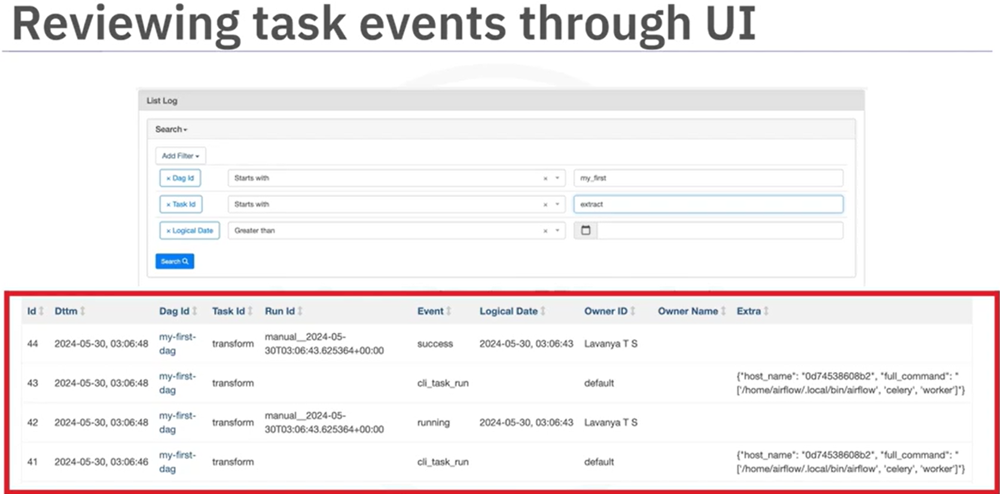 Reviewing task events through UI
List Log
Search
Add Filter
× Dag Id Starts with × my_first
× Task Id Starts with × extract
× Logical Date Greater than ×
Search
Id Dttm Dag Id Task Id Run Id Event Logical Date Owner ID Owner Name Extra
44 2024-05-30, 03:06:48 my-first-dag transform manual__2024-05-30T03:06:43.625364+00:00 success 2024-05-30, 03:06:43 Lavanya T S
43 2024-05-30, 03:06:48 my-first-dag transform cli_task_run default {"host_name": "0d74538608b2", "full_command": "['/home/airflow/.local/bin/airflow', 'celery', 'worker']"}
42 2024-05-30, 03:06:48 my-first-dag transform manual__2024-05-30T03:06:43.625364+00:00 running 2024-05-30, 03:06:43 Lavanya T S
41 2024-05-30, 03:06:46 my-first-dag transform cli_task_run default {"host_name": "0d74538608b2", "full_command": "['/home/airflow/.local/bin/airflow', 'celery', 'worker']"}